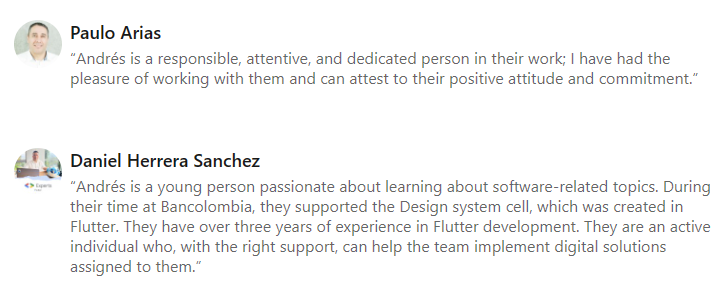 Paulo Arias
“Andrés is a responsible, attentive, and dedicated person in their work; I have had the
pleasure of working with them and can attest to their positive attitude and commitment.”
Daniel Herrera Sanchez
“Andrés is a young person passionate about learning about software-related topics. During
their time at Bancolombia, they supported the Design system cell, which was created in
Flutter. They have over three years of experience in Flutter development. They are an active
individual who, with the right support, can help the team implement digital solutions
assigned to them.”
Experis